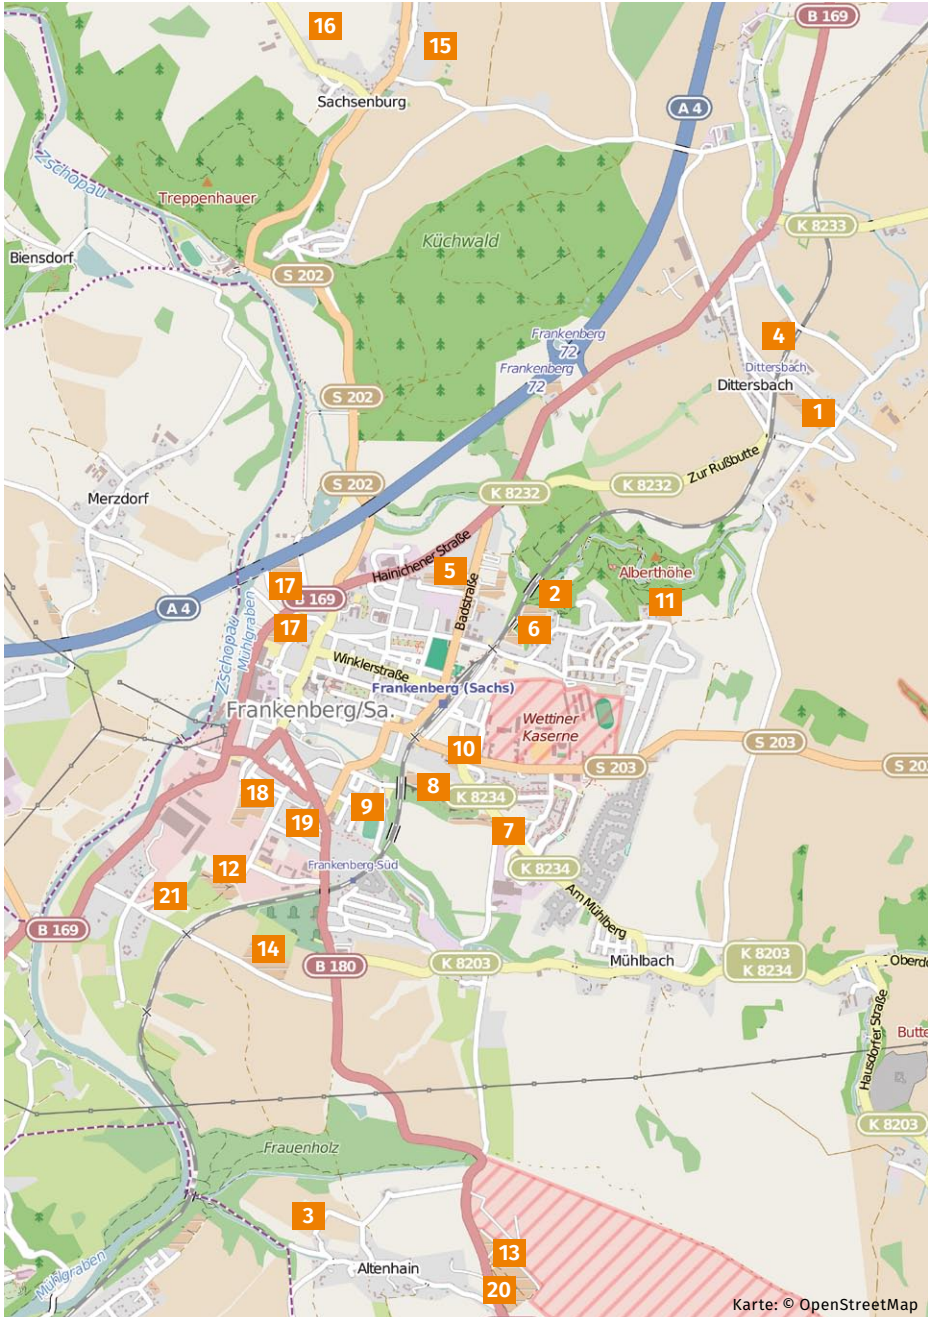 16
15
B 169
Sachsenburg
A 4
Zschopau
Treppenhauer
Küchwald
K 8233
Biensdorf
S 202
Frankenberg
72
Frankenberg
72
4
Dittersbach
Dittersbach
S 202
1
Zur Rußbutte
S 202
K 8232
K 8232
Merzdorf
Hainichener Straße
5
Alberthöhe
17
B 169
2
11
A 4
Badstraße
Mühlgraben
Zschopau
17
6
Winklerstraße
Frankenberg (Sachs)
Frankenberg/Sa.
Wettiner
Kaserne
10
S 203
S 203
S 20
18
8
K 8234
9
19
7
Frankenberg-Süd
12
K 8234
21
Am Mühlberg
B 169
14
B 180
K 8203
Mühlbach
K 8203
K 8234
Oberdo
Hausdorfer Straße
Butte
K 8203
Frauenholz
3
13
Mühlgraben
Altenhain
20
Karte: © OpenStreetMap